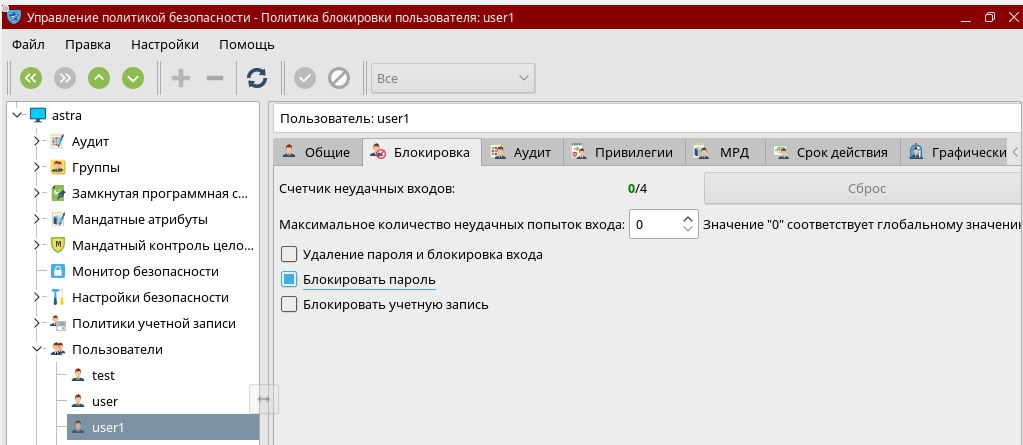 Управление политикой безопасности - Политика блокировки пользователя: user1
Файл Правка Настройки Помощь
Все
astra
Аудит
Группы
Замкнутая программная с...
Мандатные атрибуты
Мандатный контроль цело...
Монитор безопасности
Настройки безопасности
Политики учетной записи
Пользователи
test
user
user1
Пользователь: user1
Общие Блокировка Аудит Привилегии МРД Срок действия Графически
Счетчик неудачных входов: 0/4 Сброс
Максимальное количество неудачных попыток входа: 0 Значение "0" соответствует глобальному значени
Удаление пароля и блокировка входа
Блокировать пароль
Блокировать учетную запись